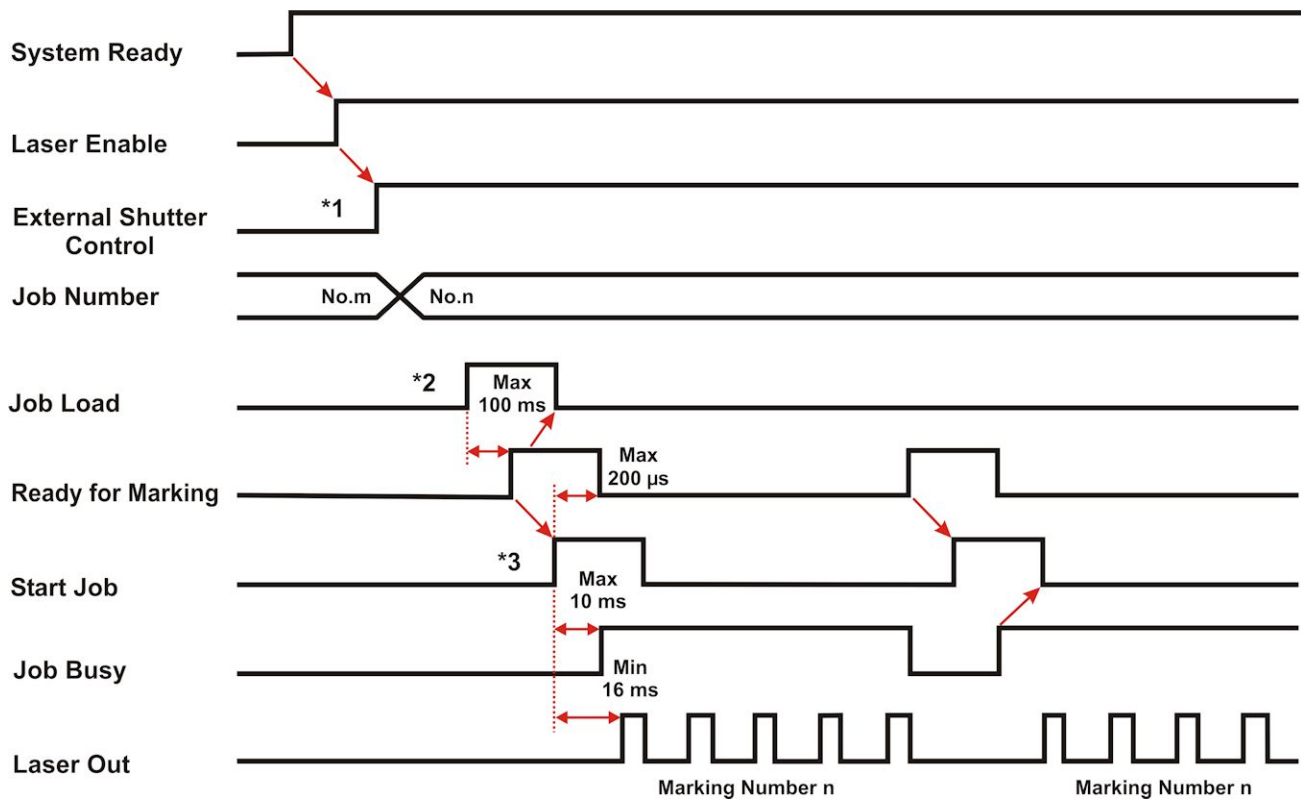 System Ready
Laser Enable
*1
External Shutter
Control
Job Number
No.m
No.n
*2
Max
100 ms
Job Load
Max
200 µs
Ready for Marking
*3
Start Job
Max
10 ms
Job Busy
Min
16 ms
Laser Out
Marking Number n
Marking Number n